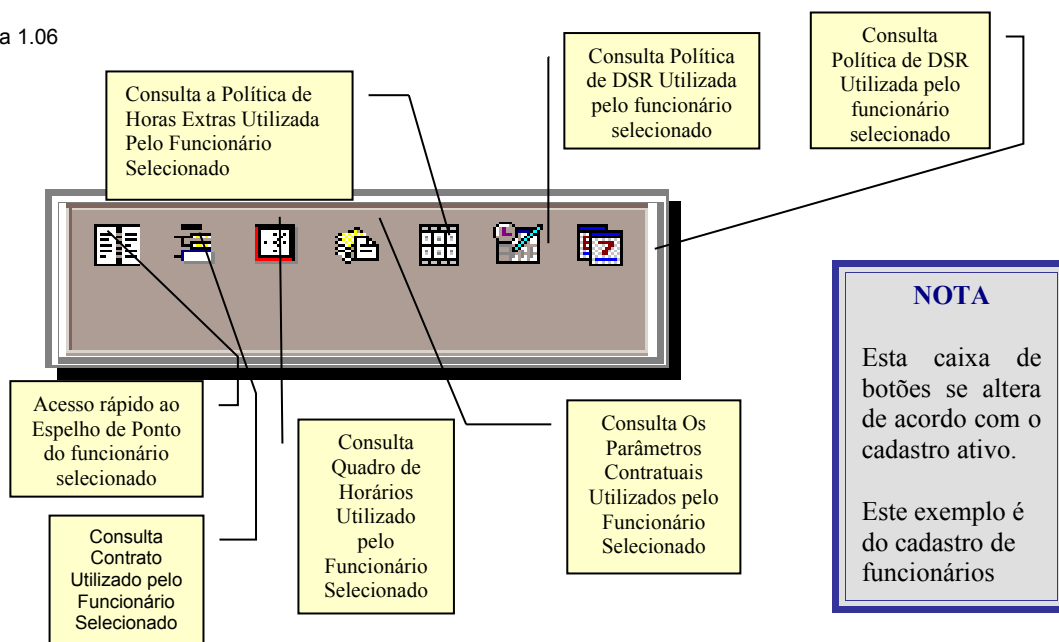 a 1.06
Consulta a Política de
Horas Extras Utilizada
Pelo Funcionário
Selecionado
Consulta Política
de DSR Utilizada
pelo funcionário
selecionado
Consulta
Política de DSR
Utilizada pelo
funcionário
selecionado
NOTA
Esta caixa de
botões se altera
de acordo com o
cadastro ativo.
Este exemplo é
do cadastro de
funcionários
Acesso rápido ao
Espelho de Ponto
do funcionário
selecionado
Consulta
Contrato
Utilizado pelo
Funcionário
Selecionado
Consulta
Quadro de
Horários
Utilizado
pelo
Funcionário
Selecionado
Consulta Os
Parâmetros
Contratuais
Utilizados pelo
Funcionário
Selecionado